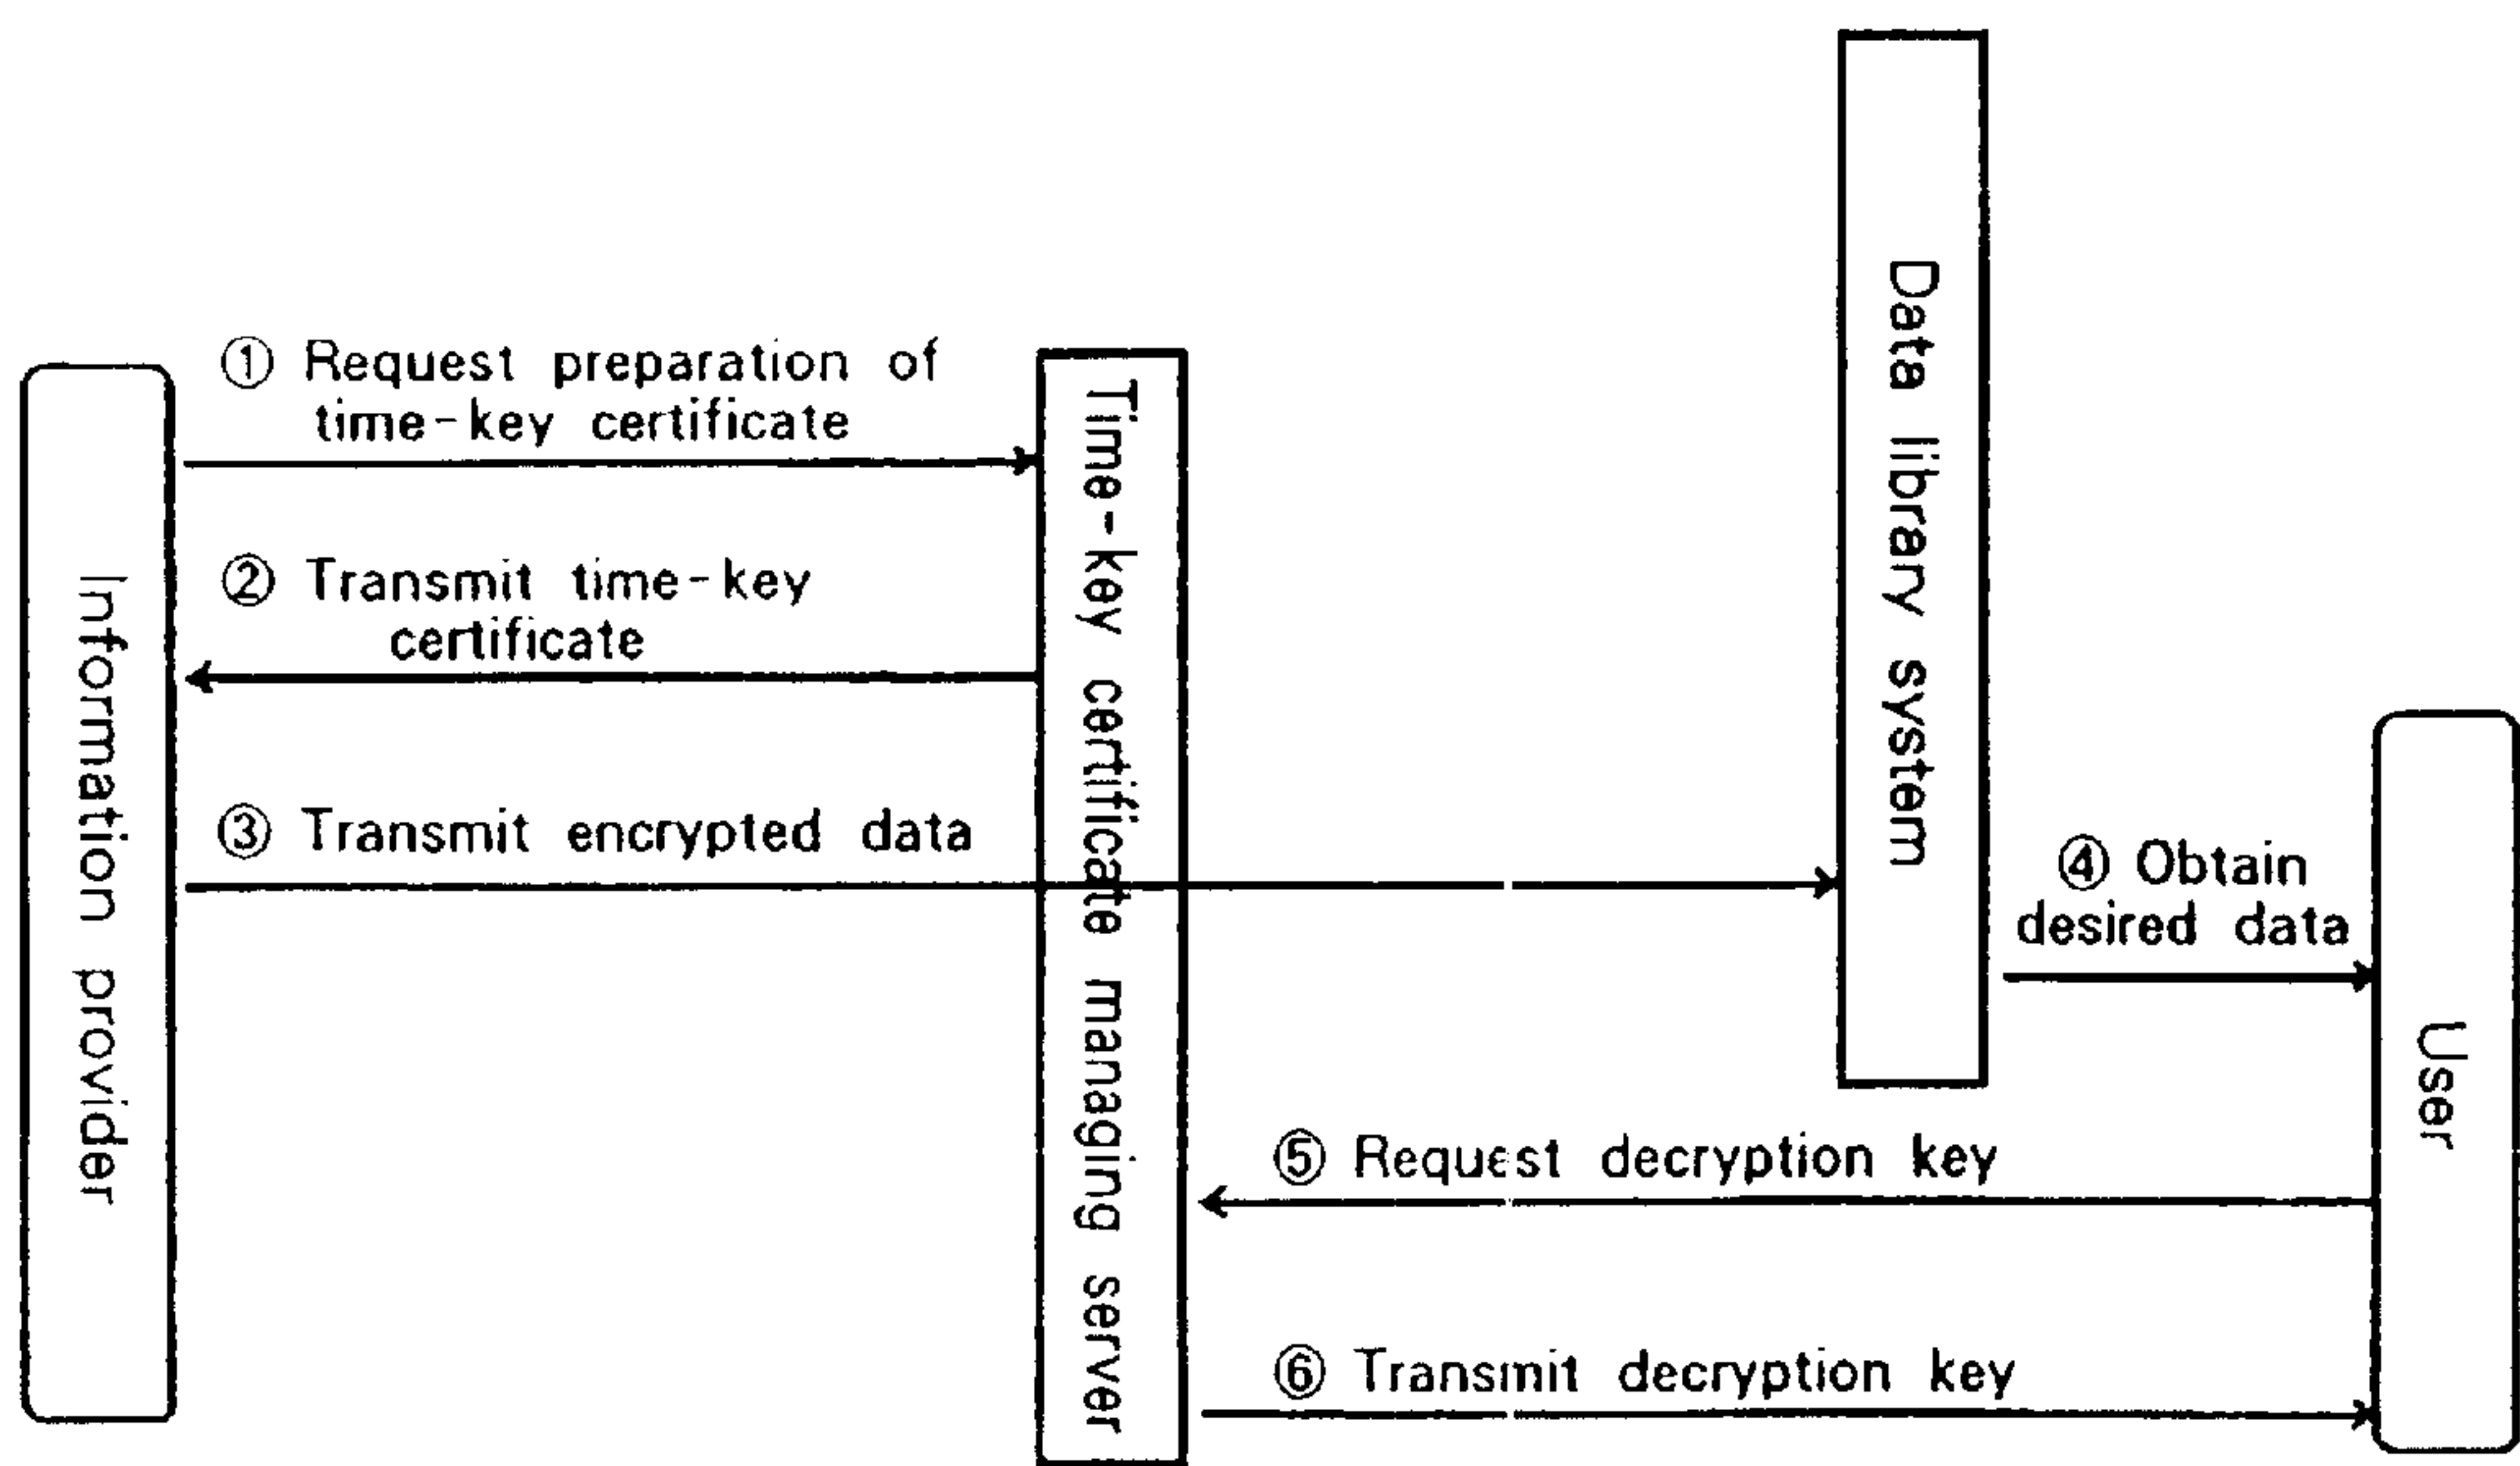 ① Request preparation of
time-key certificate
② Transmit time-key
certificate
③ Transmit encrypted data
④ Obtain
desired data
⑤ Request decryption key
⑥ Transmit decryption key
Information provider
Time-key certificate managing server
Data library system
User